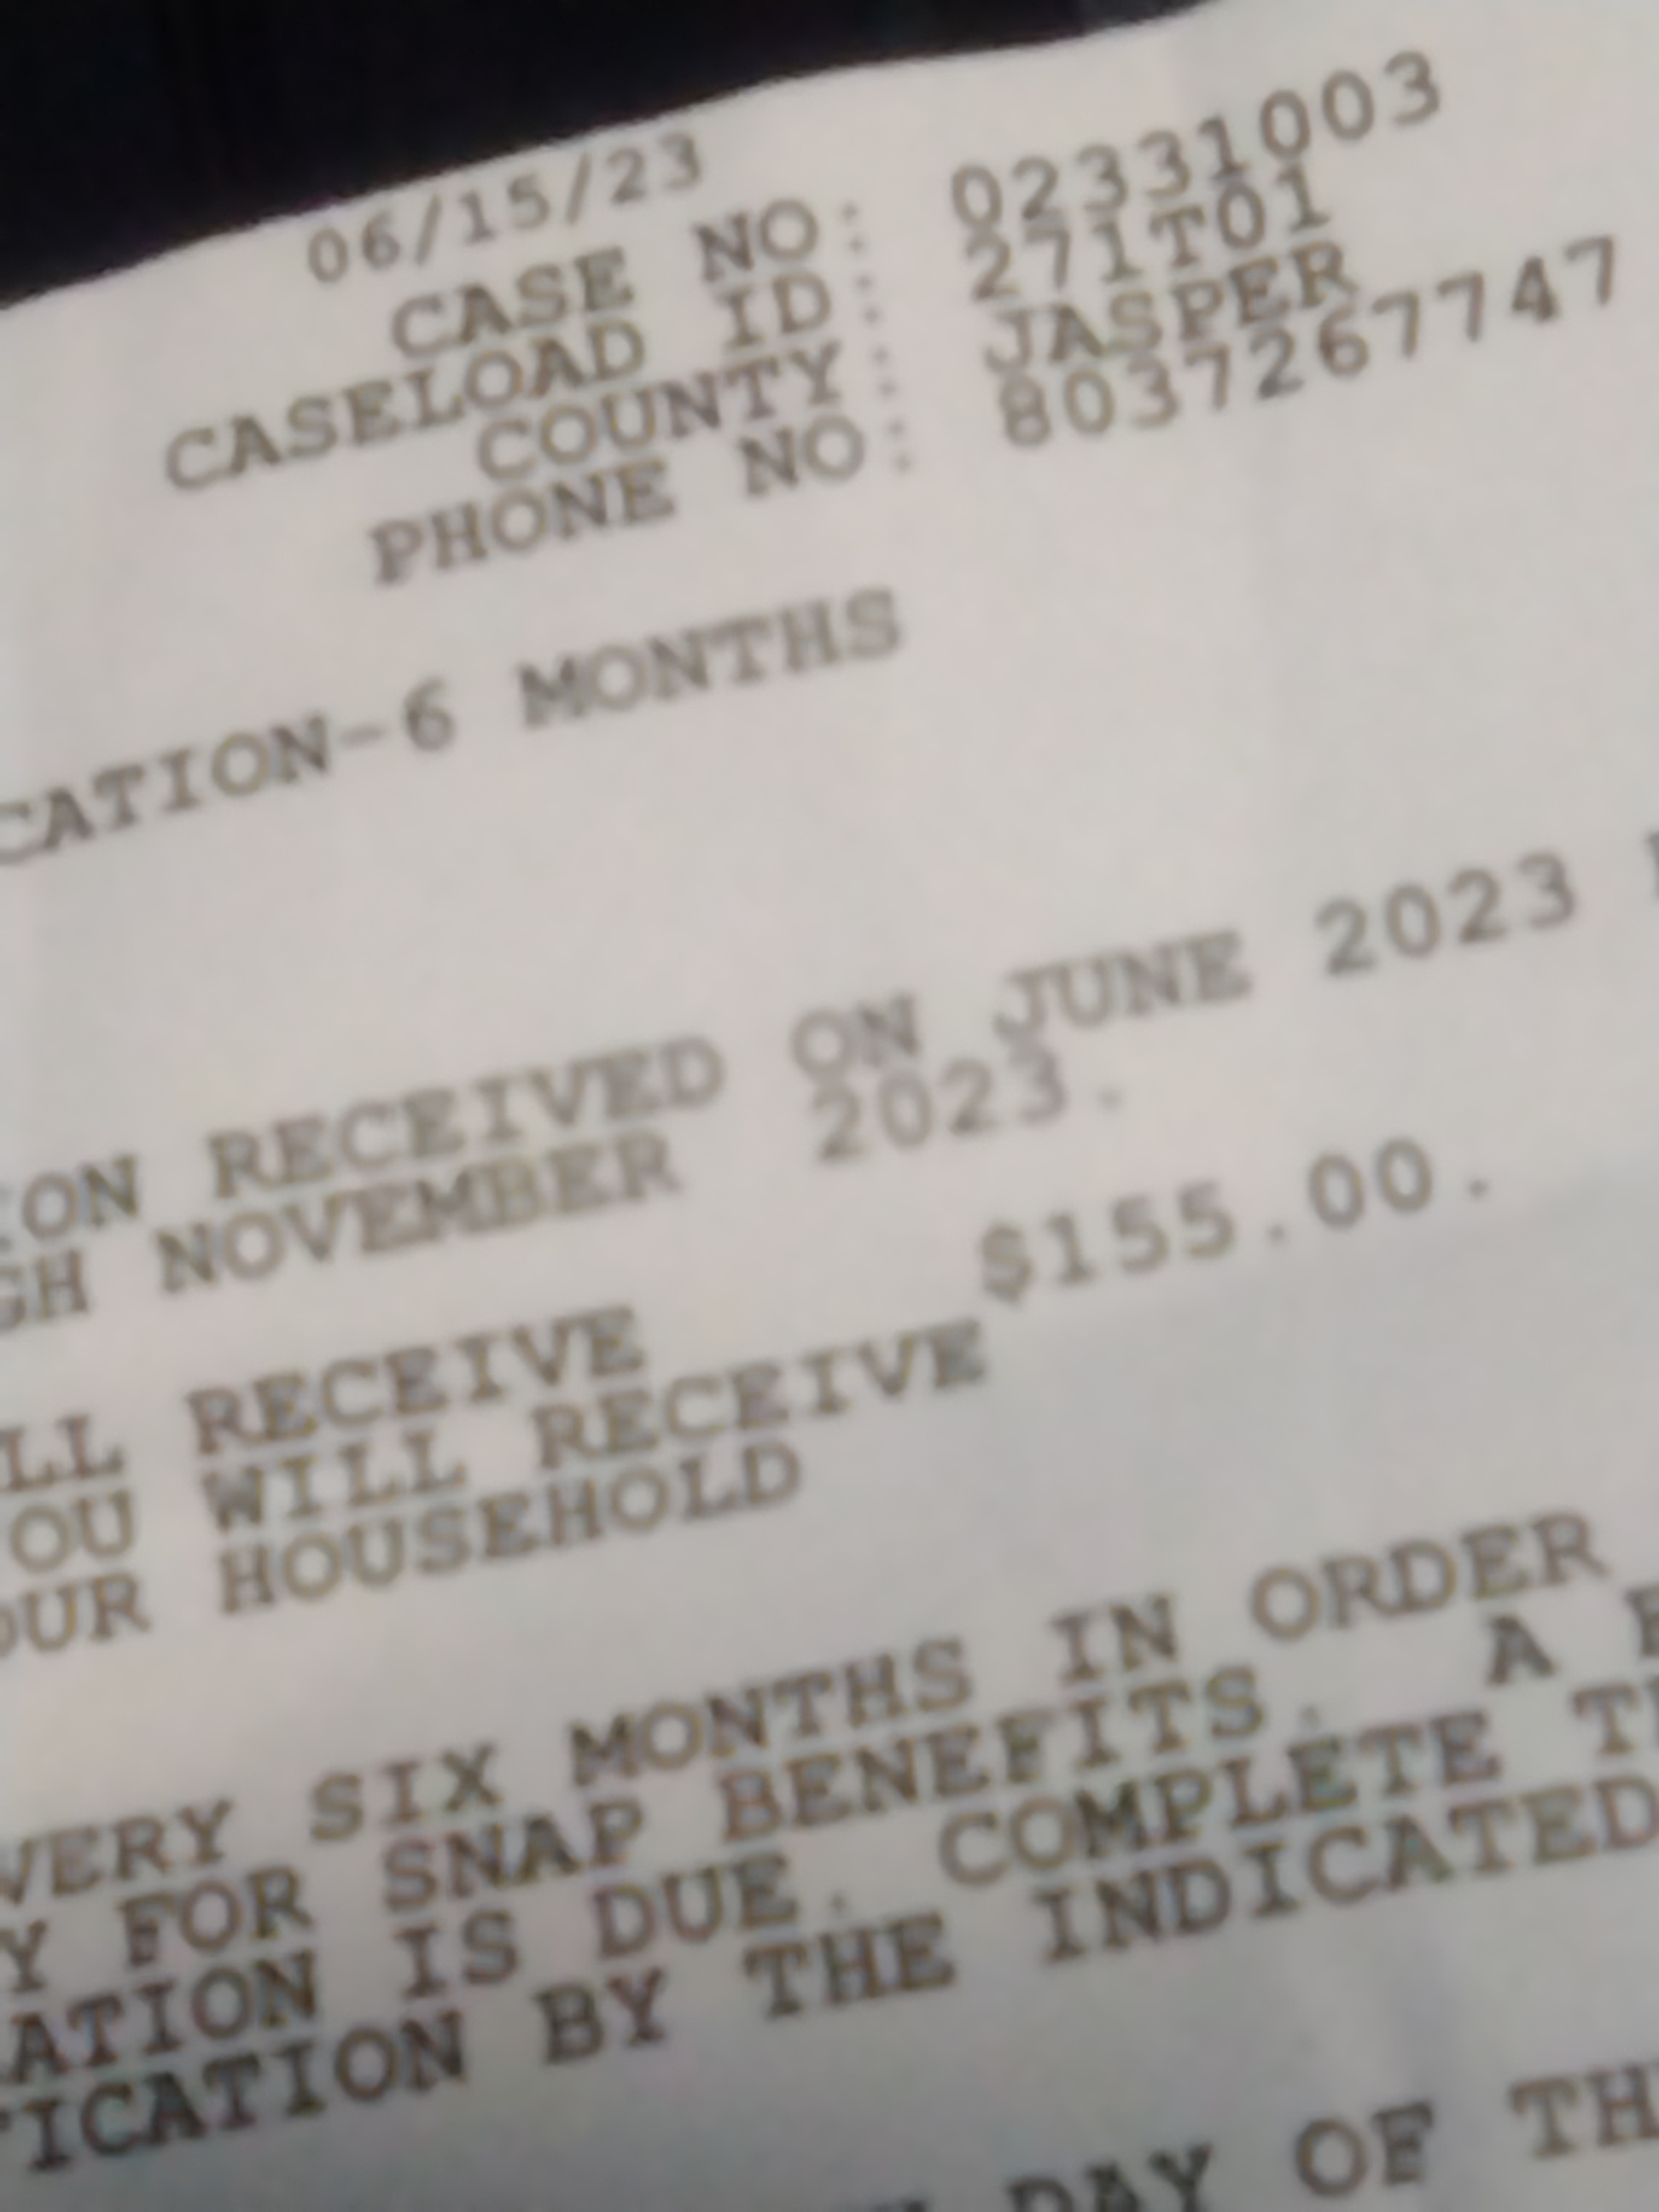 06/15/23
CASE NO: 02331003
CASELOAD ID: 271T01
COUNTY: JASPER
PHONE NO: 8037267747
CATION-6 MONTHS
ON RECEIVED ON JUNE 2023
GH NOVEMBER 2023.
LL RECEIVE $155.00.
OU WILL RECEIVE
OUR HOUSEHOLD
VERY SIX MONTHS IN ORDER
Y FOR SNAP BENEFITS. A
ATION IS DUE. COMPLETE
ICATION BY THE INDICATED
DAY OF TH